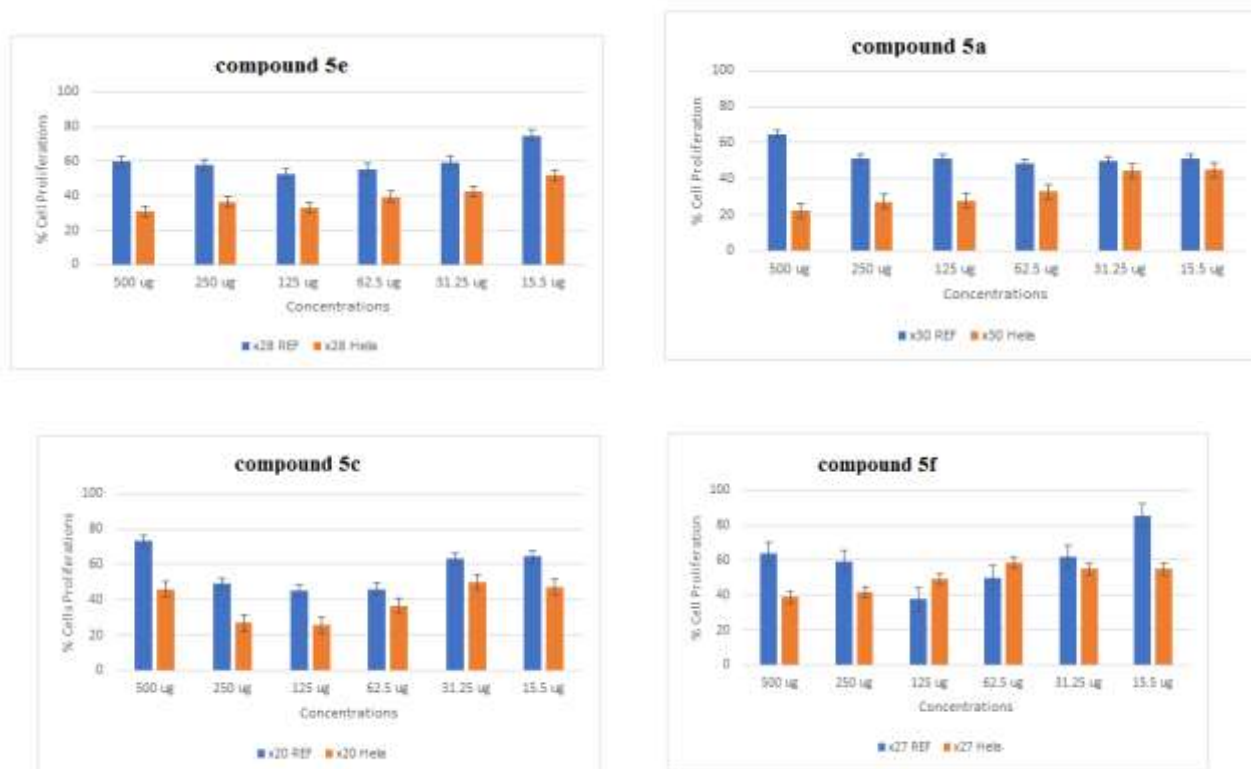 compound 5e
% Cell Proliferations
100
80
60
40
20
0
500 ug 250 ug 125 ug 62.5 ug 31.25 ug 15.5 ug
Concentrations
x28 REF x28 Hela
compound 5a
% Cell Proliferation
100
80
60
40
20
0
500 ug 250 ug 125 ug 62.5 ug 31.25 ug 15.5 ug
Concentrations
x30 REF x30 Hela
compound 5c
% Cells Proliferations
100
80
60
40
20
0
500 ug 250 ug 125 ug 62.5 ug 31.25 ug 15.5 ug
Concentrations
x20 REF x20 Hela
compound 5f
% Cell Proliferation
100
80
60
40
20
0
500 ug 250 ug 125 ug 62.5 ug 31.25 ug 15.5 ug
Concentrations
x27 REF x27 Hela